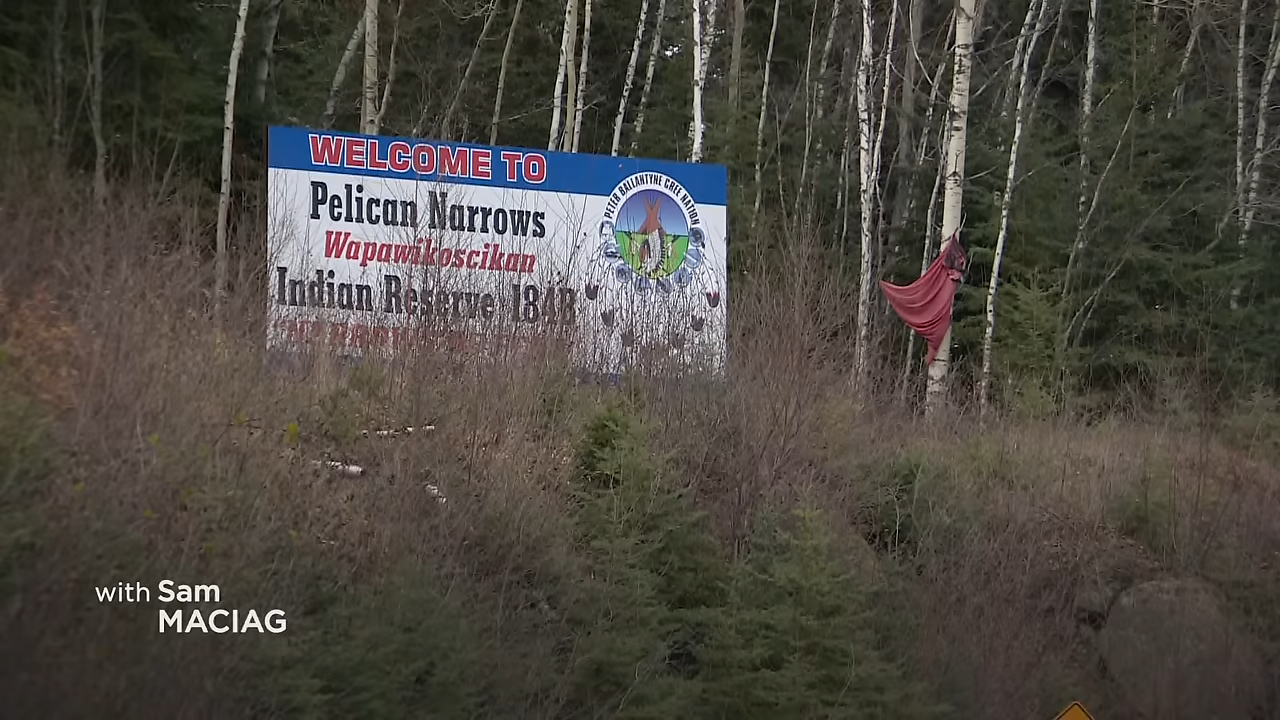 WELCOME TO
Pelican Narrows
Wapawikoscikan
Indian Reserve 184B
PETER BALLANTYNE CREE NATION
with Sam
MACIAG